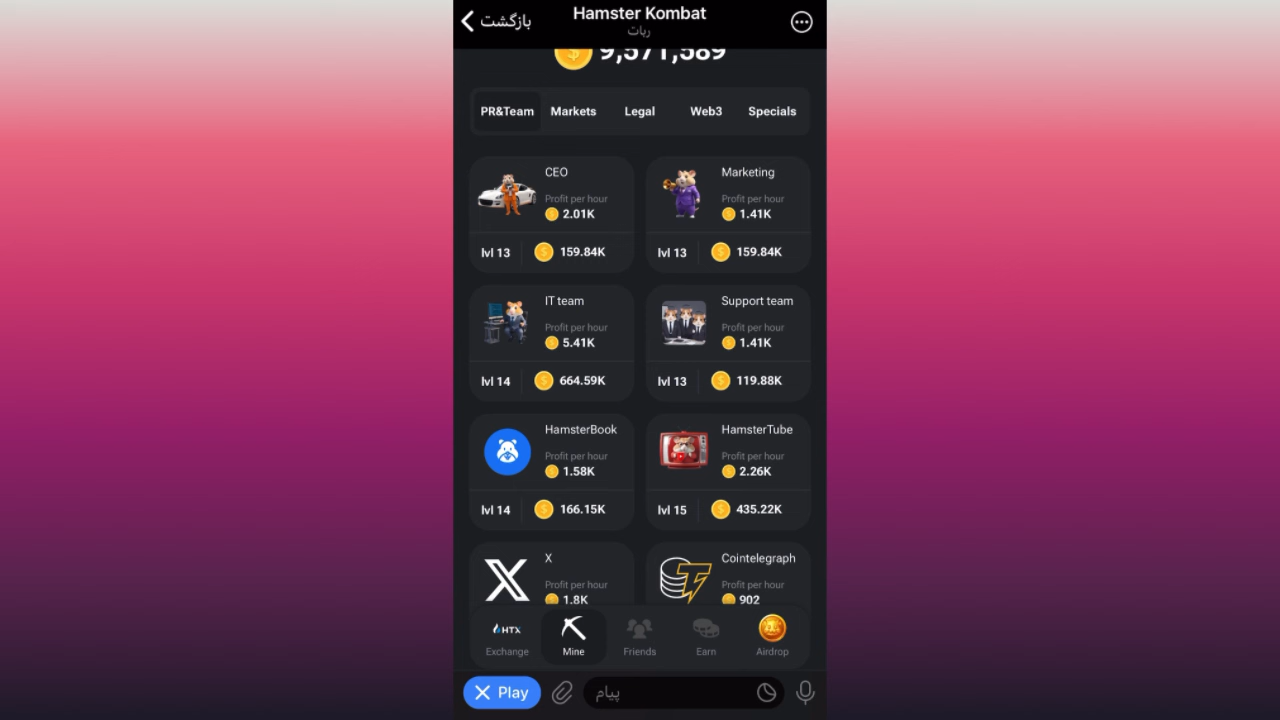 بازگشت
Hamster Kombat
ربات
9,571,589
PR&Team Markets Legal Web3 Specials
CEO
Profit per hour
2.01K
lvl 13 159.84K
Marketing
Profit per hour
1.41K
lvl 13 159.84K
IT team
Profit per hour
5.41K
lvl 14 664.59K
Support team
Profit per hour
1.41K
lvl 13 119.88K
HamsterBook
Profit per hour
1.58K
lvl 14 166.15K
HamsterTube
Profit per hour
2.26K
lvl 15 435.22K
X
Profit per hour
1.8K
Cointelegraph
Profit per hour
902
HTX
Exchange Mine Friends Earn Airdrop
Play
پیام